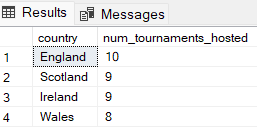 Results Messages
country num_tournaments_hosted
1 England 10
2 Scotland 9
3 Ireland 9
4 Wales 8